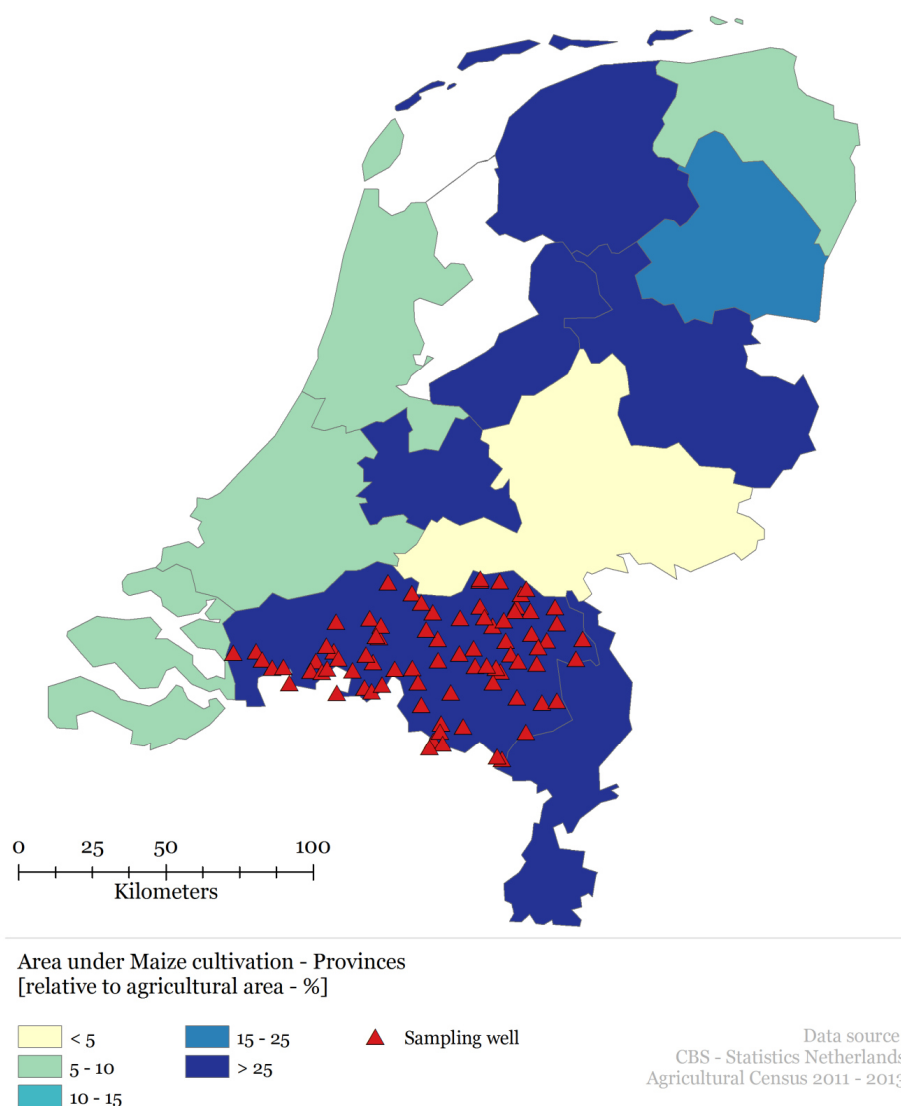 0 25 50 100
Kilometers
Area under Maize cultivation - Provinces
[relative to agricultural area - %]
< 5
15 - 25
Sampling well
5 - 10
> 25
10 - 15
Data source
CBS - Statistics Netherlands
Agricultural Census 2011 - 2013